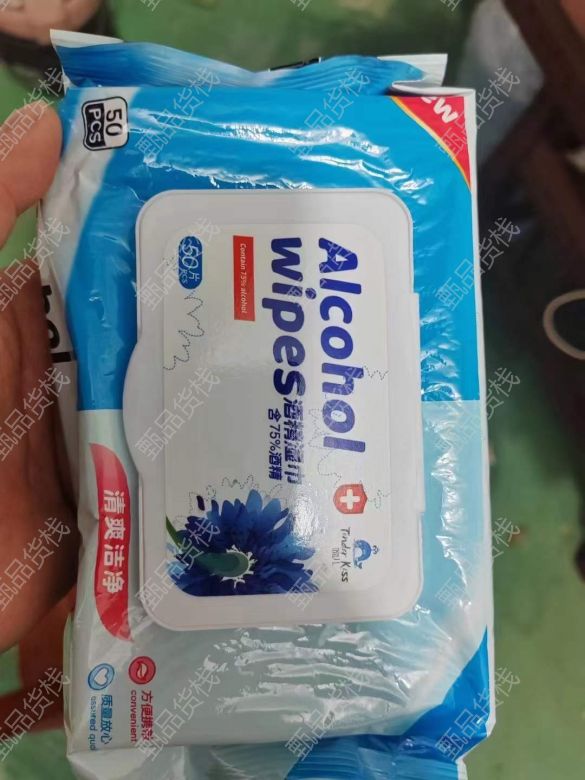 50
PCS
NEW
Alcohol
wipes
酒精湿巾
含75%酒精
Contain 75% alcohol
50片
PCS
Tinder Kiss
清爽洁净
方便携带
convenient
质量放心
甄品货栈